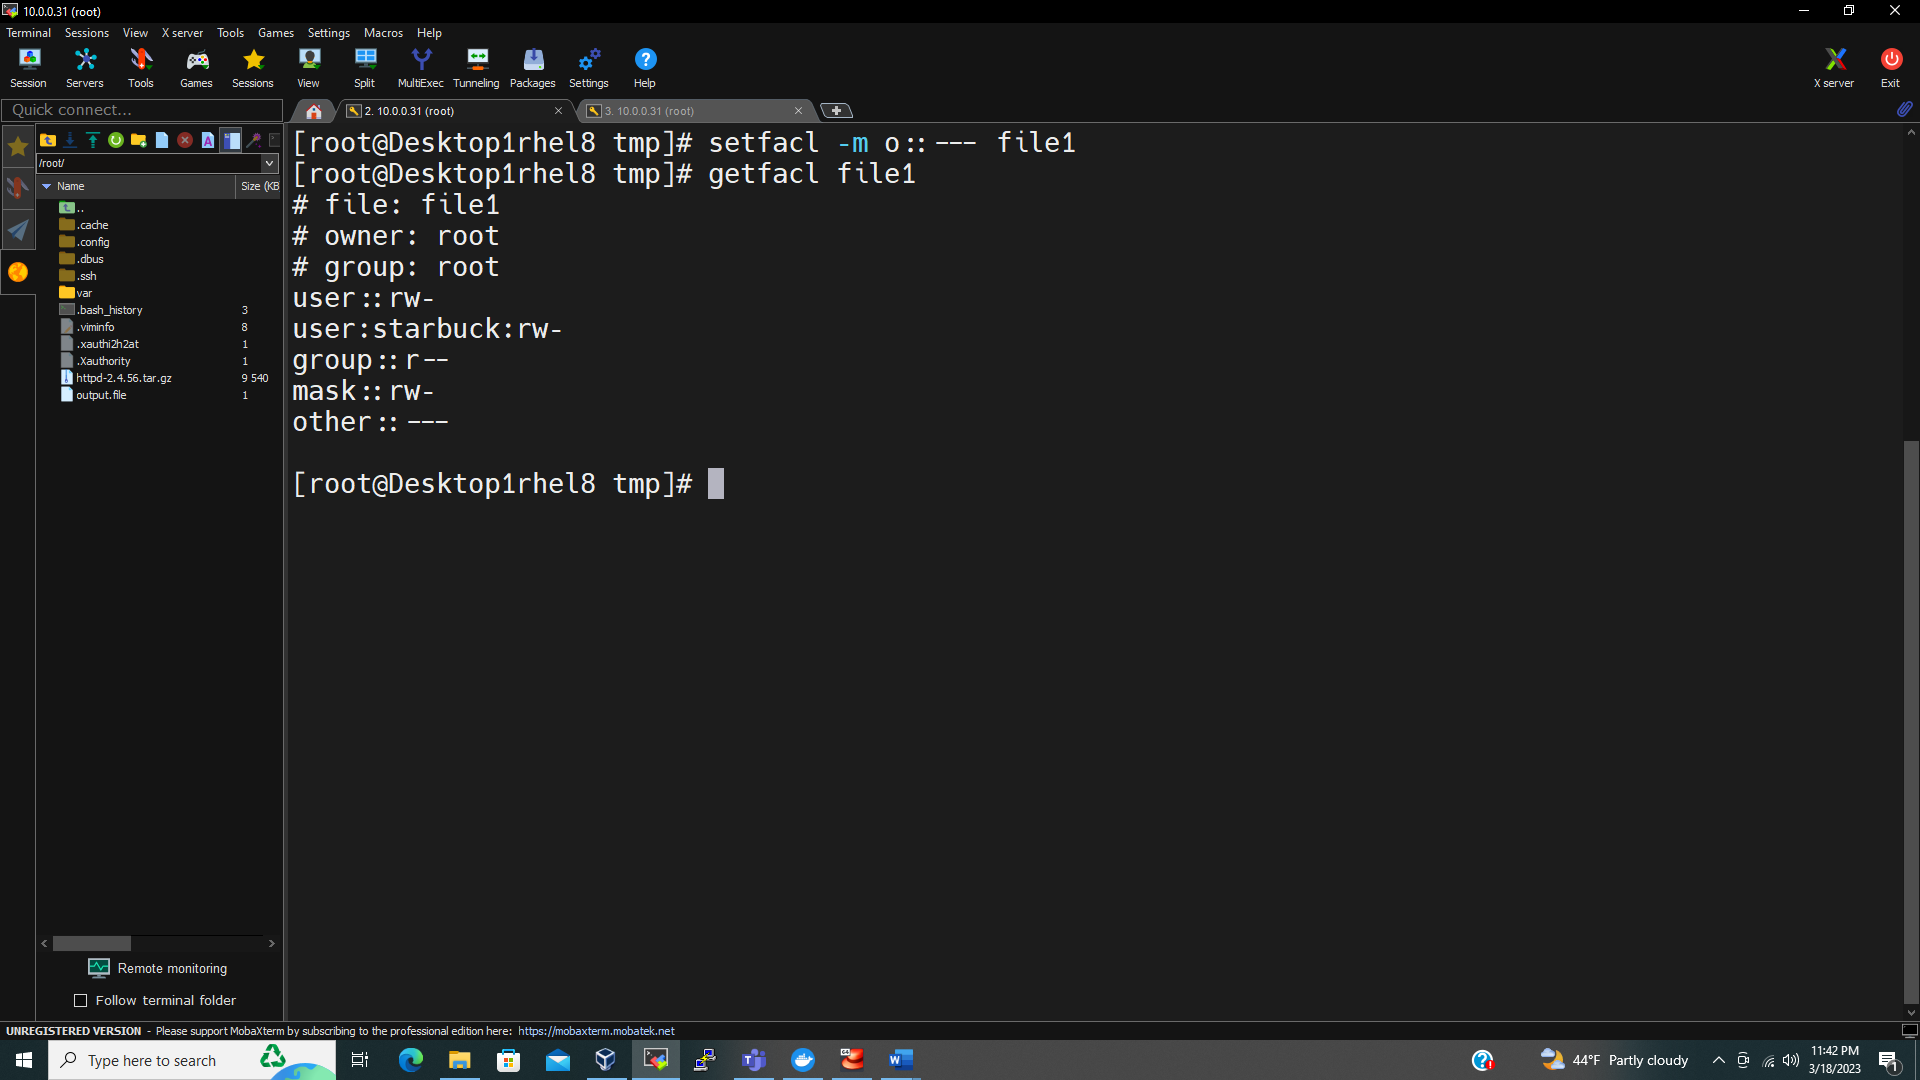 10.0.0.31 (root)
Terminal Sessions View X server Tools Games Settings Macros Help
Session Servers Tools Games Sessions View Split MultiExec Tunneling Packages Settings Help X server Exit
Quick connect... 2. 10.0.0.31 (root) 3. 10.0.0.31 (root)
/root/
Name Size (KB
..
.cache
.config
.dbus
.ssh
var
.bash_history 3
.viminfo 8
.xauthi2h2at 1
.Xauthority 1
httpd-2.4.56.tar.gz 9 540
output.file 1
Remote monitoring
Follow terminal folder
[root@Desktop1rhel8 tmp]# setfacl -m o::--- file1
[root@Desktop1rhel8 tmp]# getfacl file1
# file: file1
# owner: root
# group: root
user::rw-
user:starbuck:rw-
group::r--
mask::rw-
other::---
[root@Desktop1rhel8 tmp]#
UNREGISTERED VERSION - Please support MobaXterm by subscribing to the professional edition here: https://mobaxterm.mobatek.net
Type here to search 44°F Partly cloudy 11:42 PM
3/18/2023
1